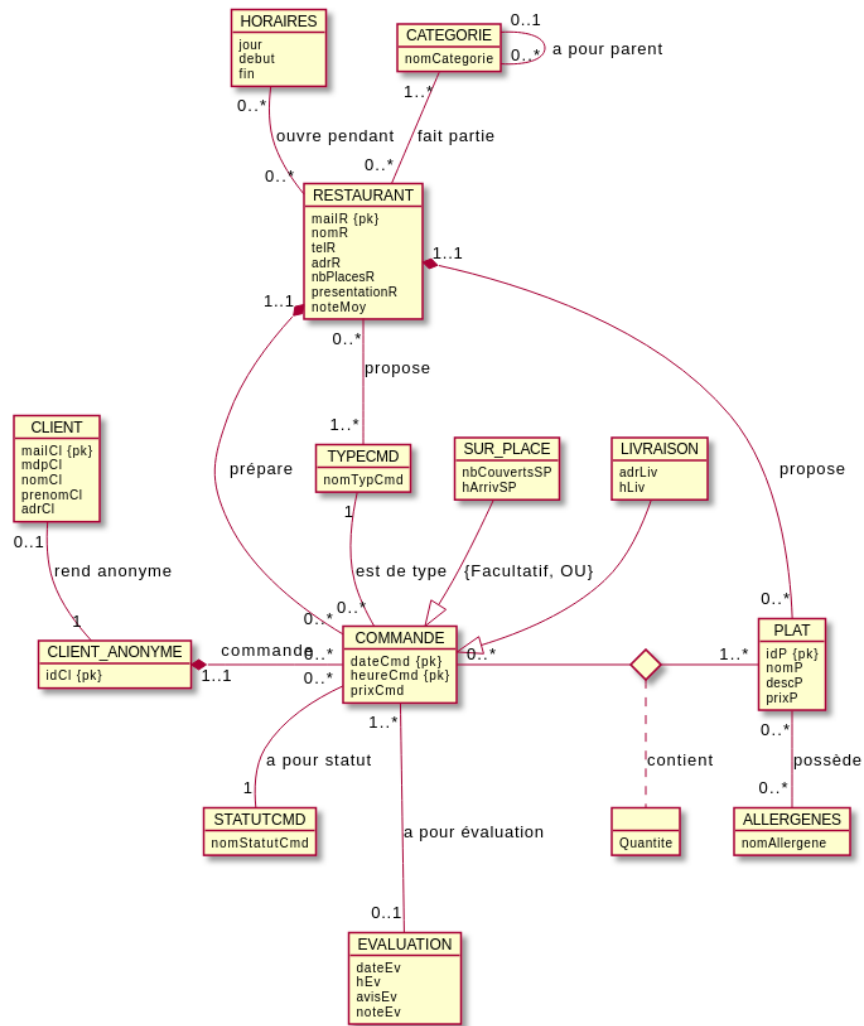 HORAIRES
jour
debut
fin
CATEGORIE
nomCategorie
0..1
0..*
a pour parent
0..*
ouvre pendant
0..*
1..*
fait partie
0..*
RESTAURANT
mailR {pk}
nomR
telR
adrR
nbPlacesR
presentationR
noteMoy
1..1
1..1
0..*
propose
1..*
CLIENT
mailCl {pk}
mdpCl
nomCl
prenomCl
adrCl
prépare
TYPECMD
nomTypCmd
SUR_PLACE
nbCouvertsSP
hArrivSP
LIVRAISON
adrLiv
hLiv
propose
0..1
rend anonyme
1
1
est de type
0..*
{Facultatif, OU}
0..*
0..*
CLIENT_ANONYME
idCl {pk}
1..1
commande
0..*
COMMANDE
dateCmd {pk}
heureCmd {pk}
prixCmd
0..*
1..*
PLAT
idP {pk}
nomP
descP
prixP
0..*
a pour statut
1
1..*
contient
0..*
possède
0..*
STATUTCMD
nomStatutCmd
a pour évaluation
Quantite
ALLERGENES
nomAllergene
0..1
EVALUATION
dateEv
hEv
avisEv
noteEv